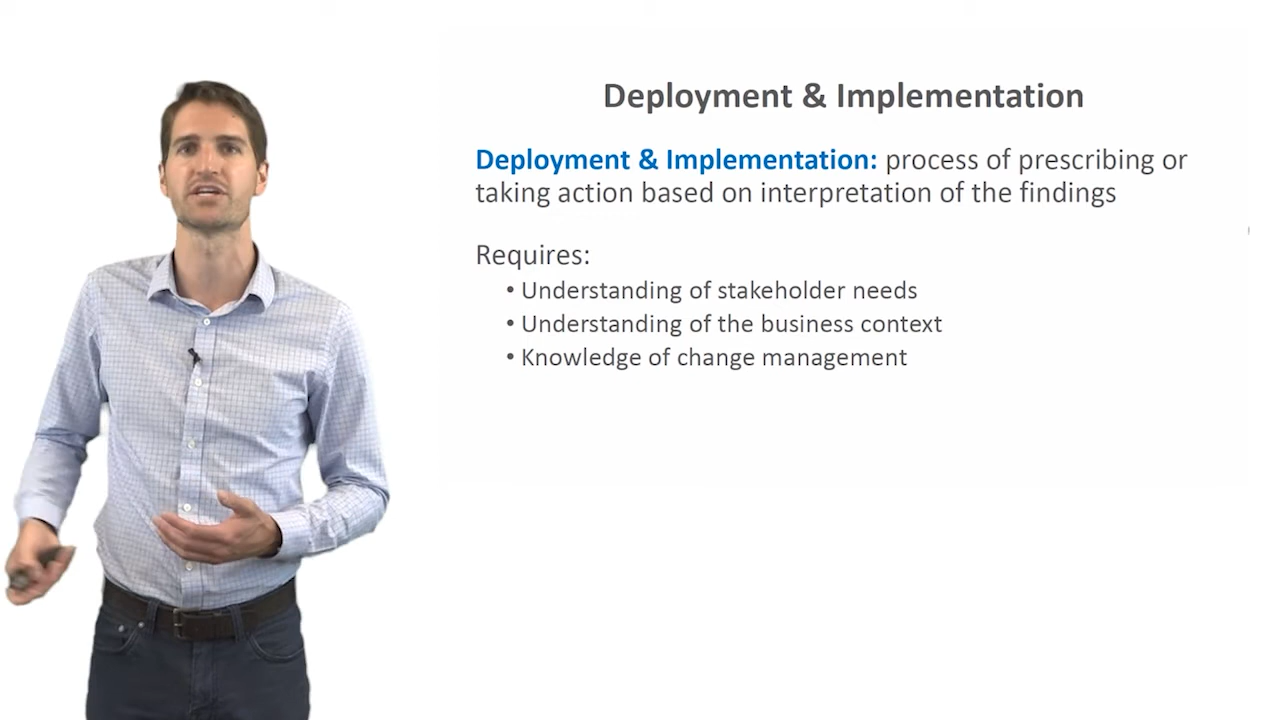 Deployment & Implementation
Deployment & Implementation: process of prescribing or
taking action based on interpretation of the findings
Requires:
• Understanding of stakeholder needs
• Understanding of the business context
• Knowledge of change management